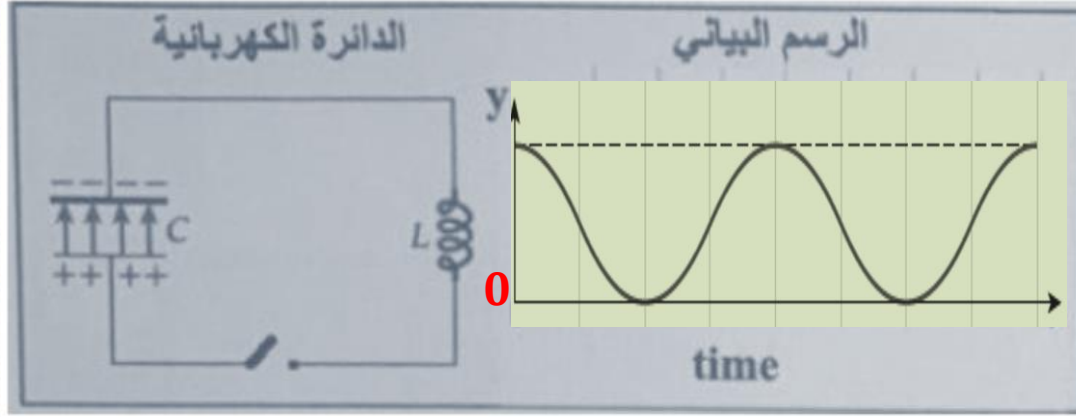 الدائرة الكهربائية
الرسم البياني
y
− − − − −
C
L
++ ++
0
time